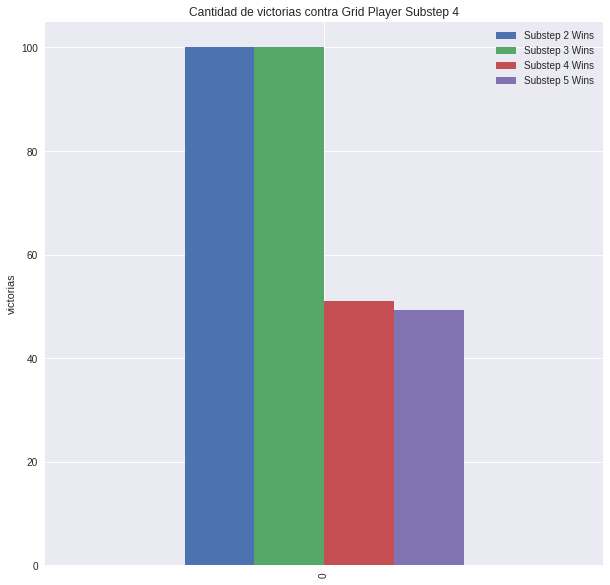 Cantidad de victorias contra Grid Player Substep 4
Substep 2 Wins
Substep 3 Wins
Substep 4 Wins
Substep 5 Wins
100
80
60
40
20
0
victorias
0